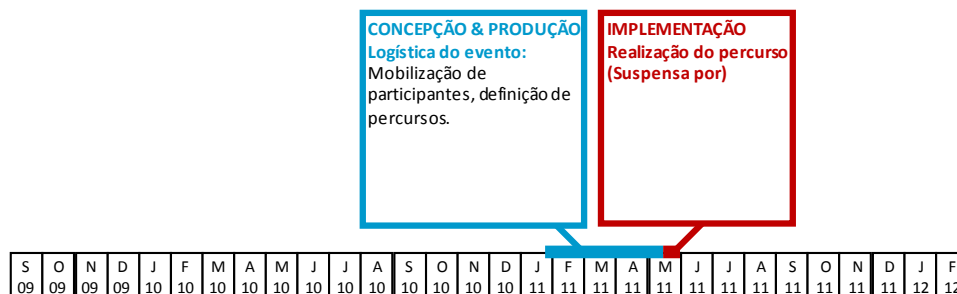 CONCEPÇÃO & PRODUÇÃO
Logística do evento:
Mobilização de
participantes, definição de
percursos.
IMPLEMENTAÇÃO
Realização do percurso
(Suspensa por)
S O N D J F M A M J J A S O N D J F M A M J J A S O N D J F
09 09 09 09 10 10 10 10 10 10 10 10 10 10 10 10 11 11 11 11 11 11 11 11 11 11 11 11 12 12